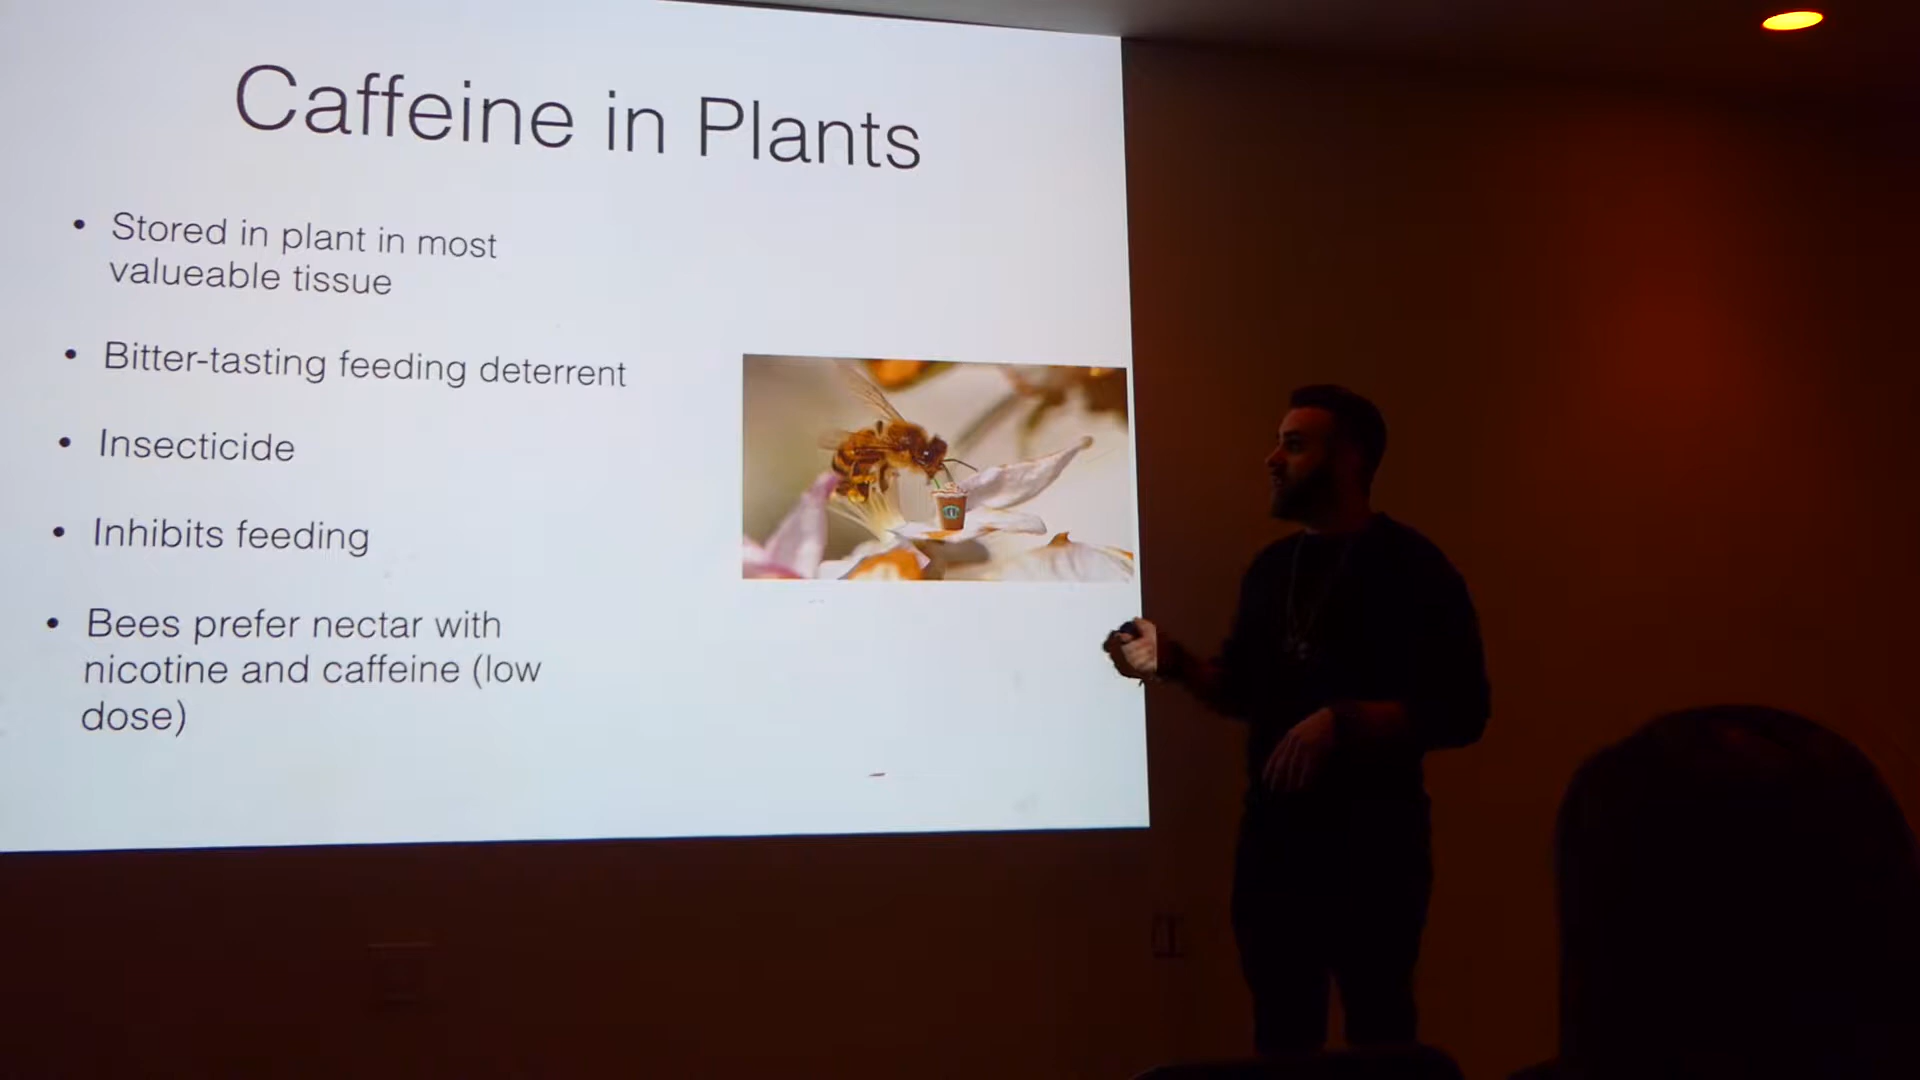 Caffeine in Plants
• Stored in plant in most
valueable tissue
• Bitter-tasting feeding deterrent
• Insecticide
• Inhibits feeding
• Bees prefer nectar with
nicotine and caffeine (low
dose)